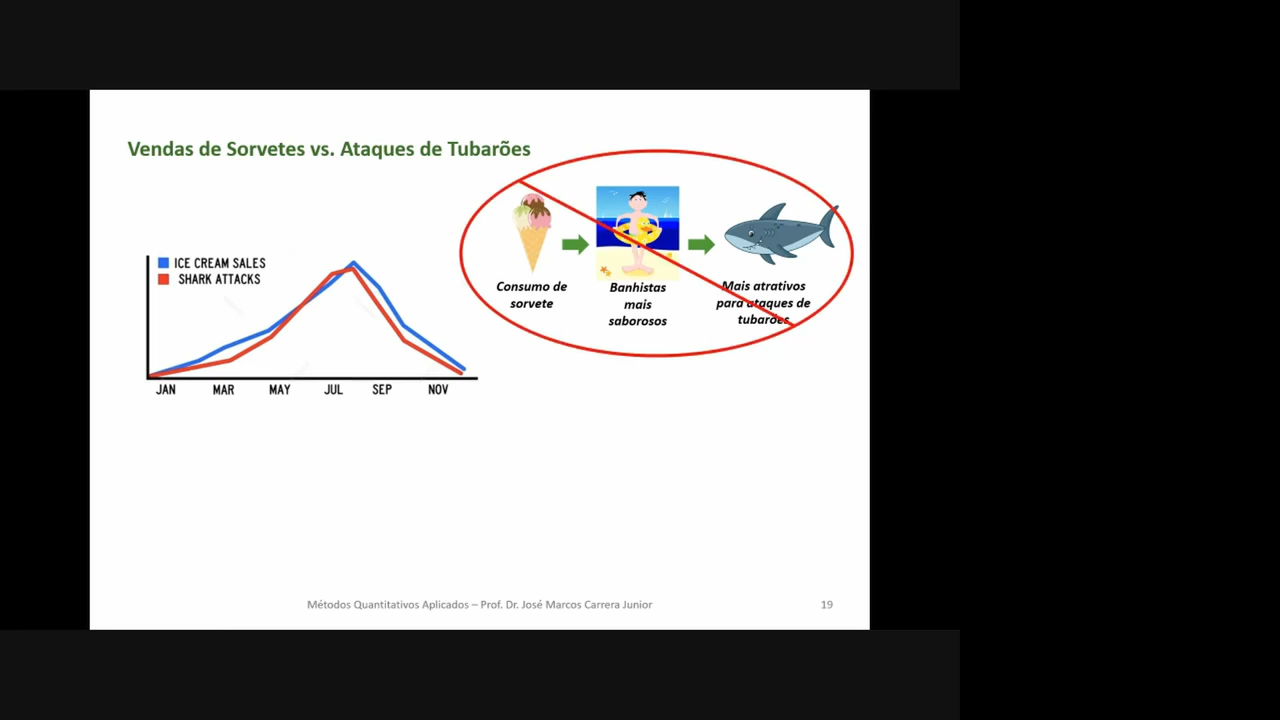 Vendas de Sorvetes vs. Ataques de Tubarões
ICE CREAM SALES
SHARK ATTACKS
JAN MAR MAY JUL SEP NOV
Consumo de
sorvete
Banhistas
mais
saborosos
Mais atrativos
para ataques de
tubarões
Métodos Quantitativos Aplicados – Prof. Dr. José Marcos Carrera Junior
19